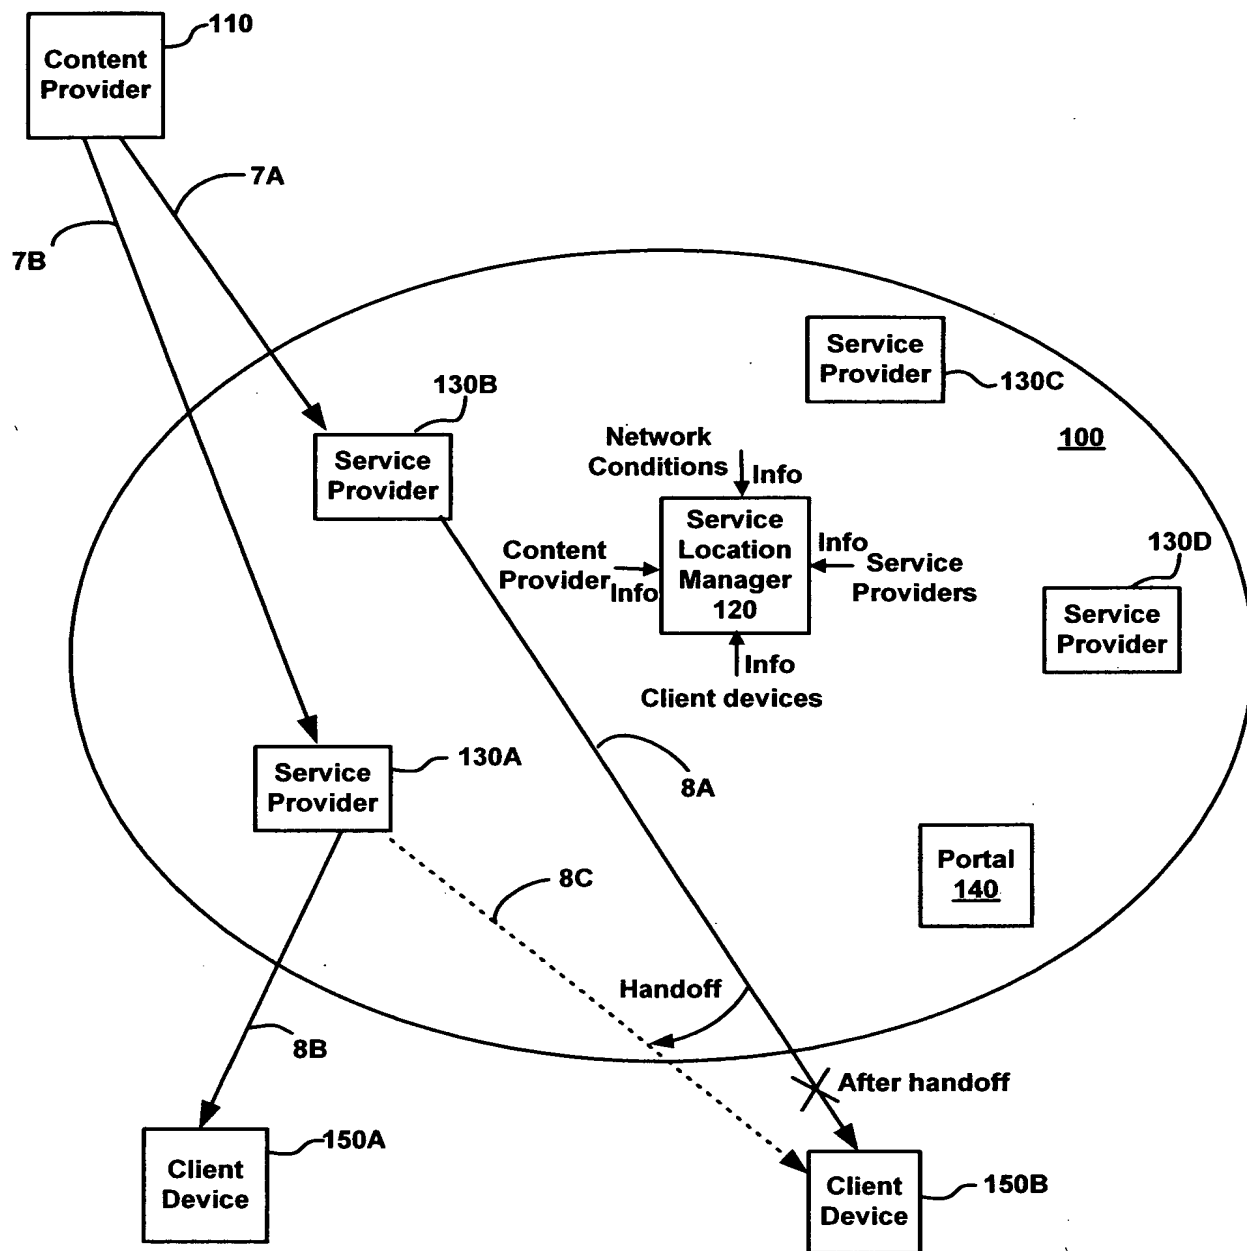 110
Content
Provider
7A
7B
Service
Provider
130C
130B
100
Network
Conditions
Info
Service
Provider
Service
Location
Manager
120
Content
Provider
Info
Info
Service
Providers
130D
Service
Provider
Info
Client devices
130A
Service
Provider
8A
8C
Portal
140
Handoff
8B
After handoff
150A
Client
Device
Client
Device
150B